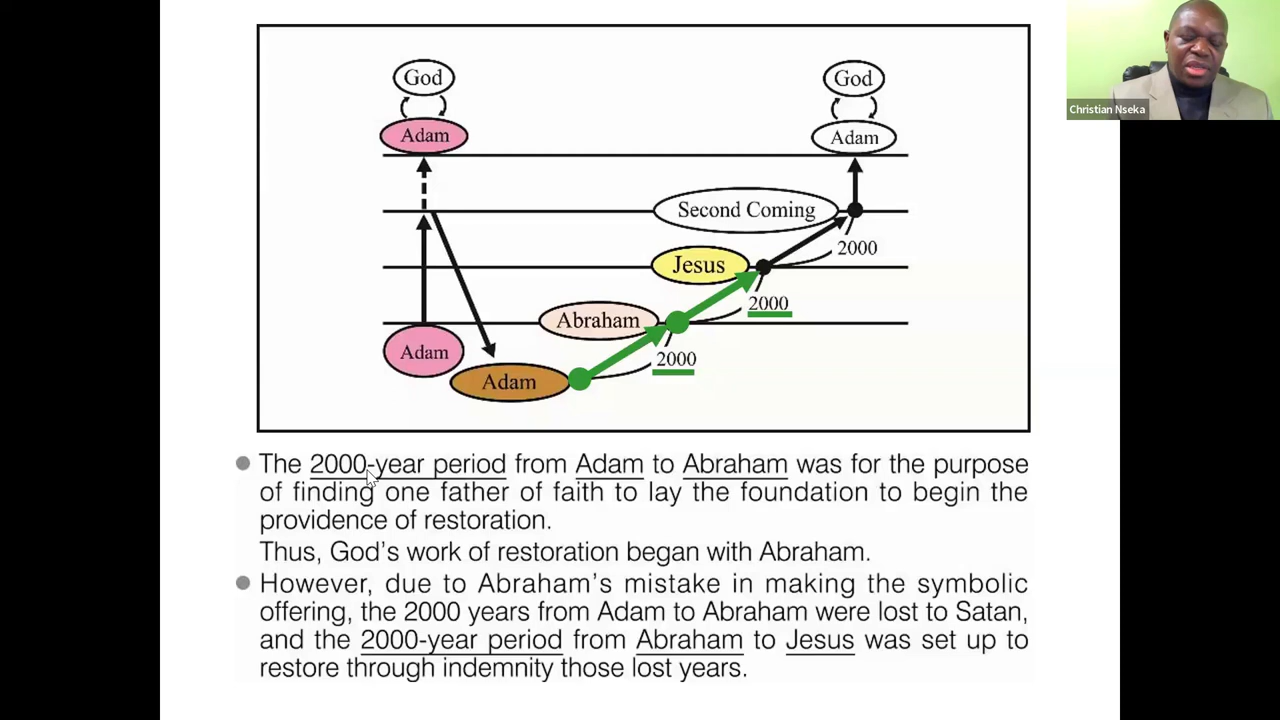 God
God
Christian Nseka
Adam
Adam
Second Coming
2000
Jesus
2000
Abraham
Adam
2000
Adam
The 2000-year period from Adam to Abraham was for the purpose
of finding one father of faith to lay the foundation to begin the
providence of restoration.
Thus, God's work of restoration began with Abraham.
However, due to Abraham's mistake in making the symbolic
offering, the 2000 years from Adam to Abraham were lost to Satan,
and the 2000-year period from Abraham to Jesus was set up to
restore through indemnity those lost years.